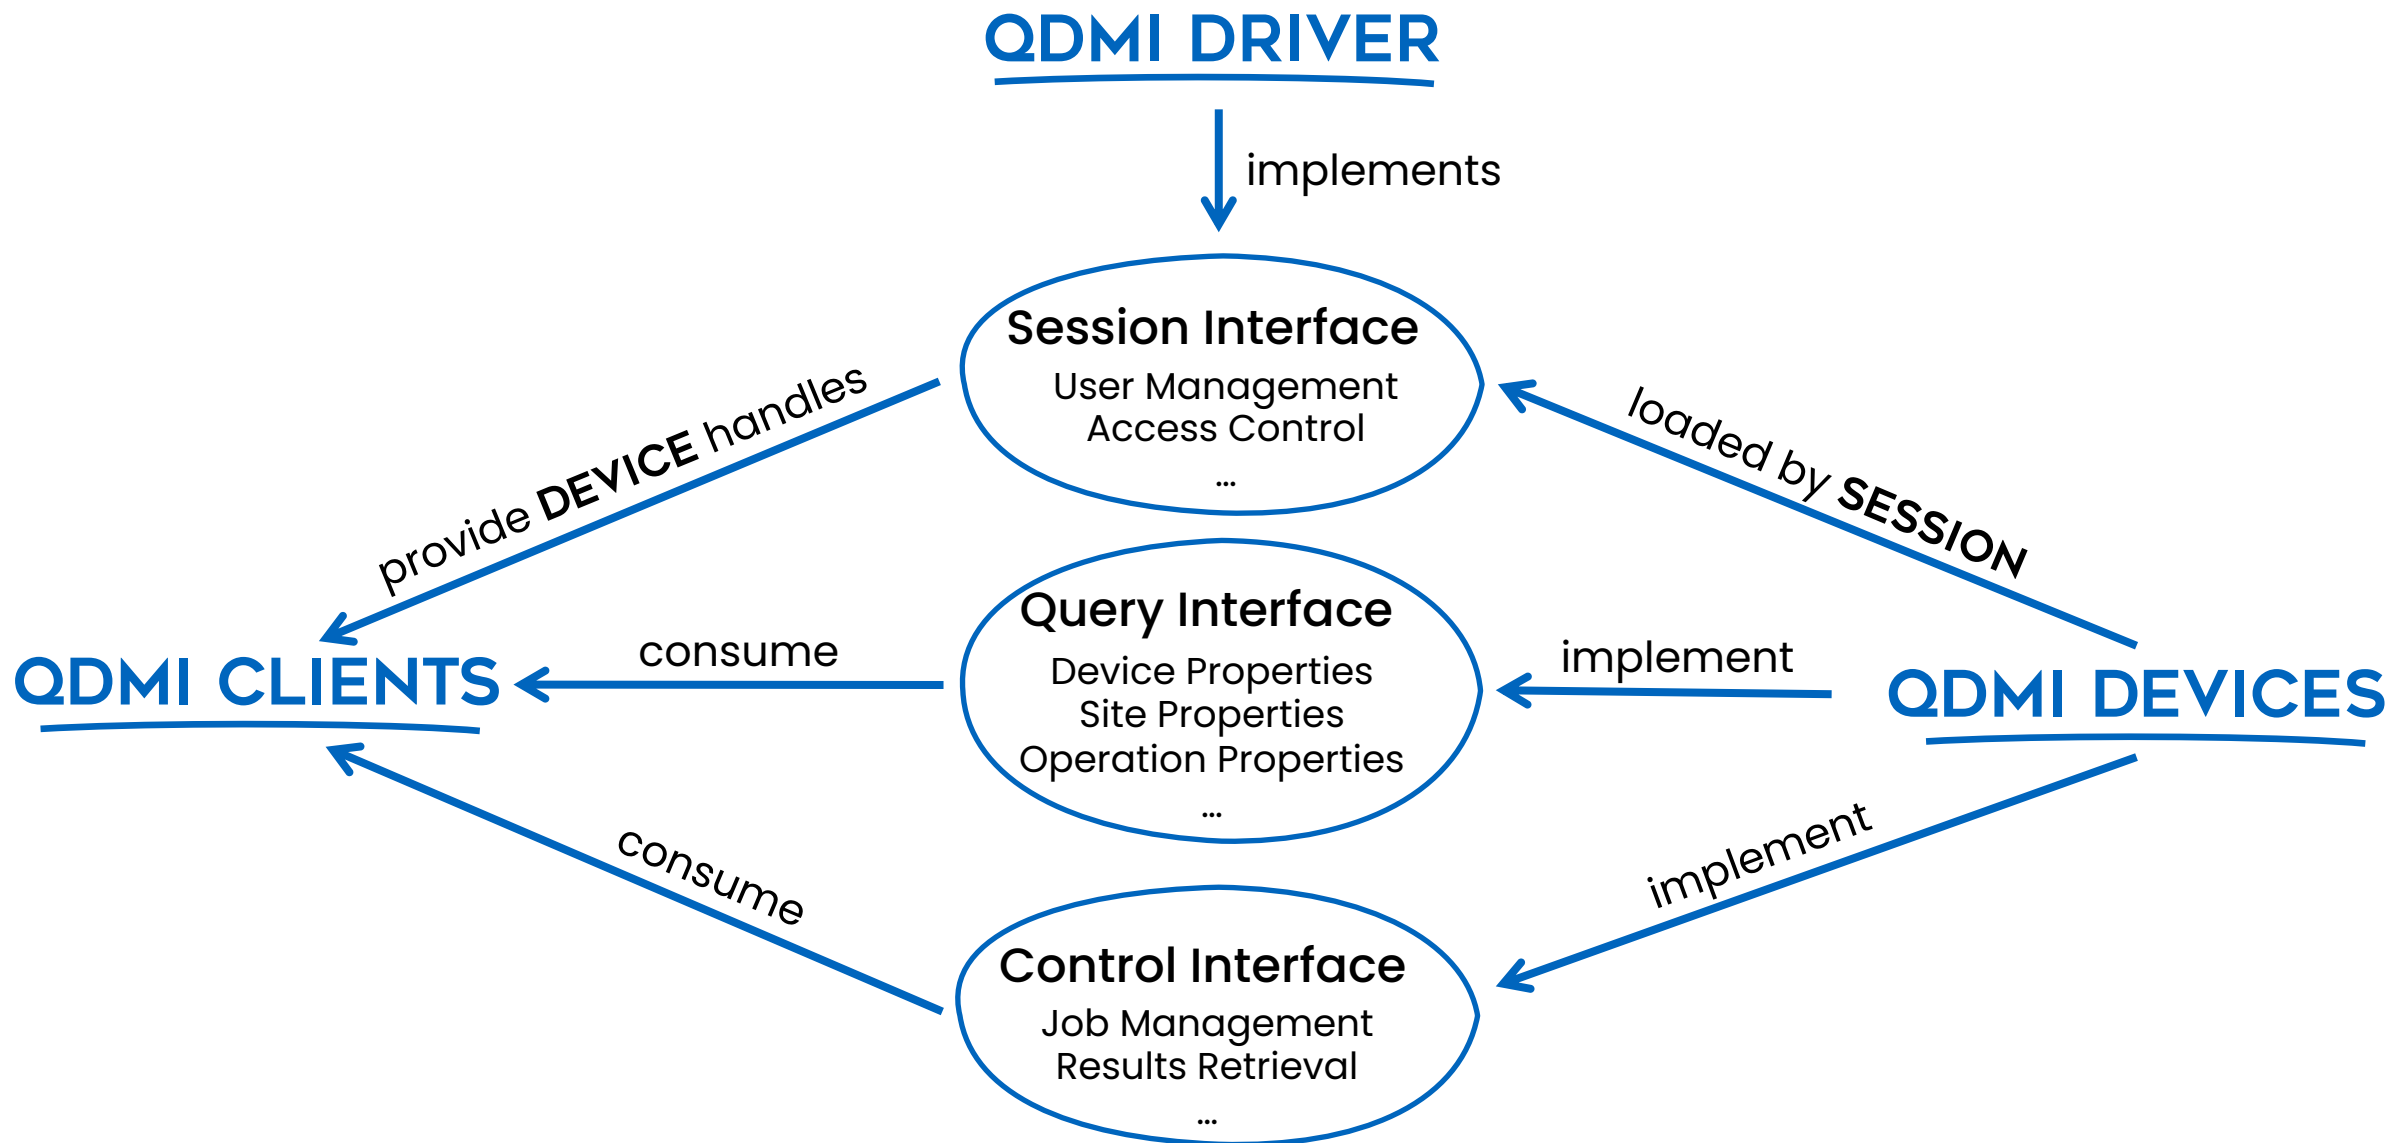 QDMI DRIVER
implements
Session Interface
User Management
Access Control
...
provide DEVICE handles
loaded by SESSION
QDMI CLIENTS
consume
Query Interface
Device Properties
Site Properties
Operation Properties
...
implement
QDMI DEVICES
consume
implement
Control Interface
Job Management
Results Retrieval
...